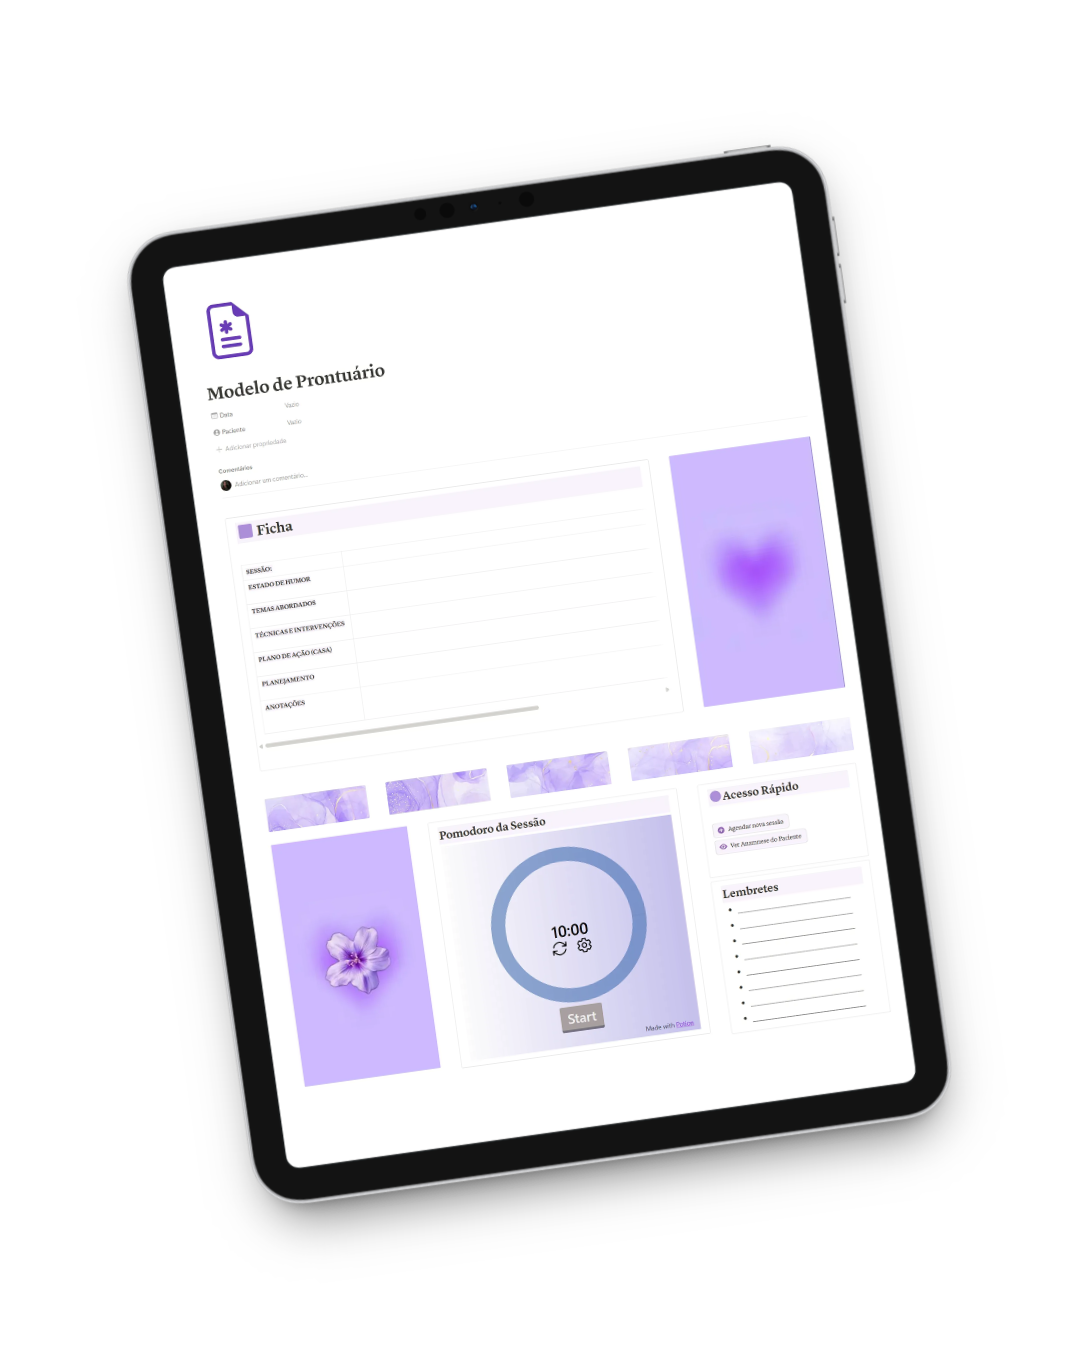 Modelo de Prontuário
Data Vazio
Paciente Vazio
+ Adicionar propriedade
Comentários
Adicionar um comentário...
Ficha
SESSÃO:
ESTADO DE HUMOR
TEMAS ABORDADOS
TÉCNICAS E INTERVENÇÕES
PLANO DE AÇÃO (CASA)
PLANEJAMENTO
ANOTAÇÕES
Pomodoro da Sessão
10:00
Start
Made with
Acesso Rápido
Agendar nova sessão
Ver Anamnese do Paciente
Lembretes